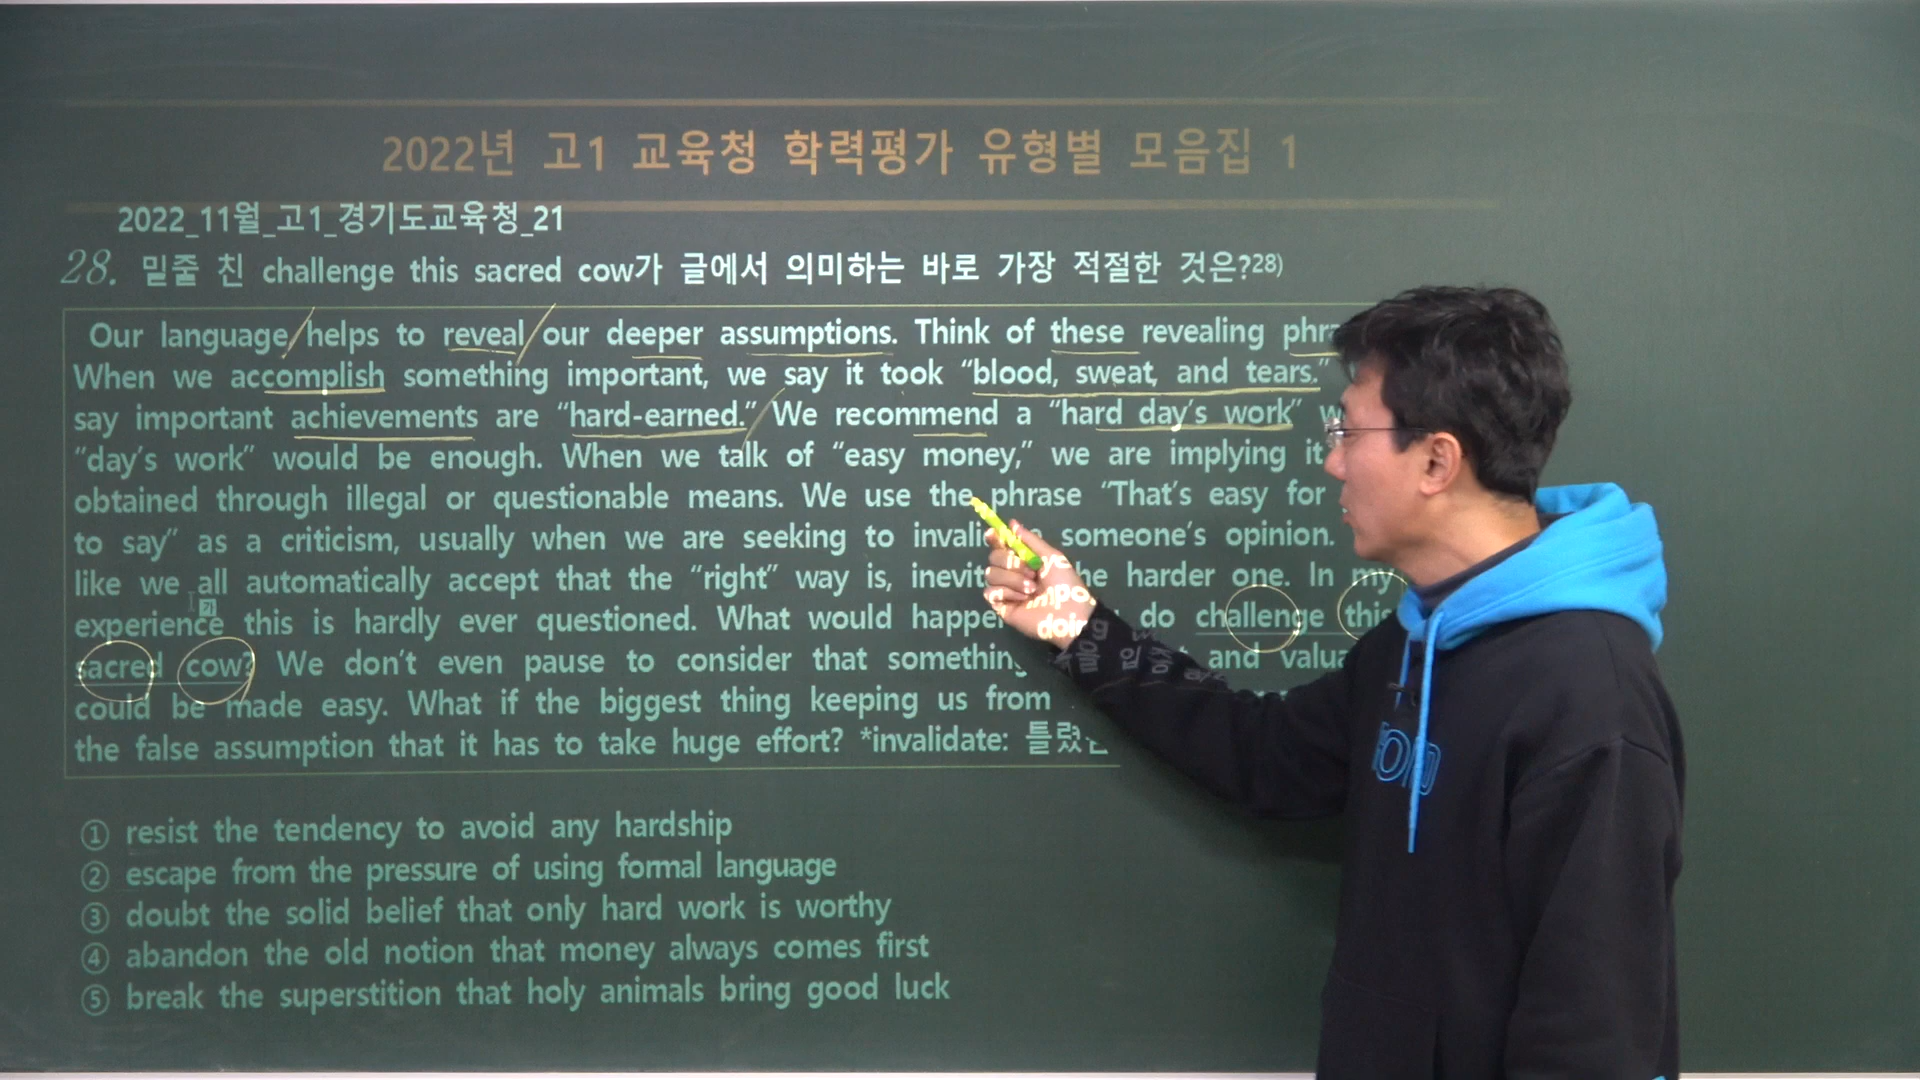 2022년 고1 교육청 학력평가 유형별 모음집 1
2022_11월_고1_경기도교육청_21
28. 밑줄 친 challenge this sacred cow가 글에서 의미하는 바로 가장 적절한 것은?28)
Our language helps to reveal our deeper assumptions. Think of these revealing
When we accomplish something important, we say it took “blood, sweat, and tears.”
say important achievements are “hard-earned.” We recommend a “hard day’s work”
“day’s work” would be enough. When we talk of “easy money,” we are implying it
obtained through illegal or questionable means. We use the phrase “That’s easy for
to say” as a criticism, usually when we are seeking to someone’s opinion.
like we all automatically accept that the “right” way is, harder one. In my
experience this is hardly ever questioned. What would do challenge this
sacred cow? We don’t even pause to consider that something and
could be made easy. What if the biggest thing keeping us from
the false assumption that it has to take huge effort? *invalidate:
① resist the tendency to avoid any hardship
② escape from the pressure of using formal language
③ doubt the solid belief that only hard work is worthy
④ abandon the old notion that money always comes first
⑤ break the superstition that holy animals bring good luck